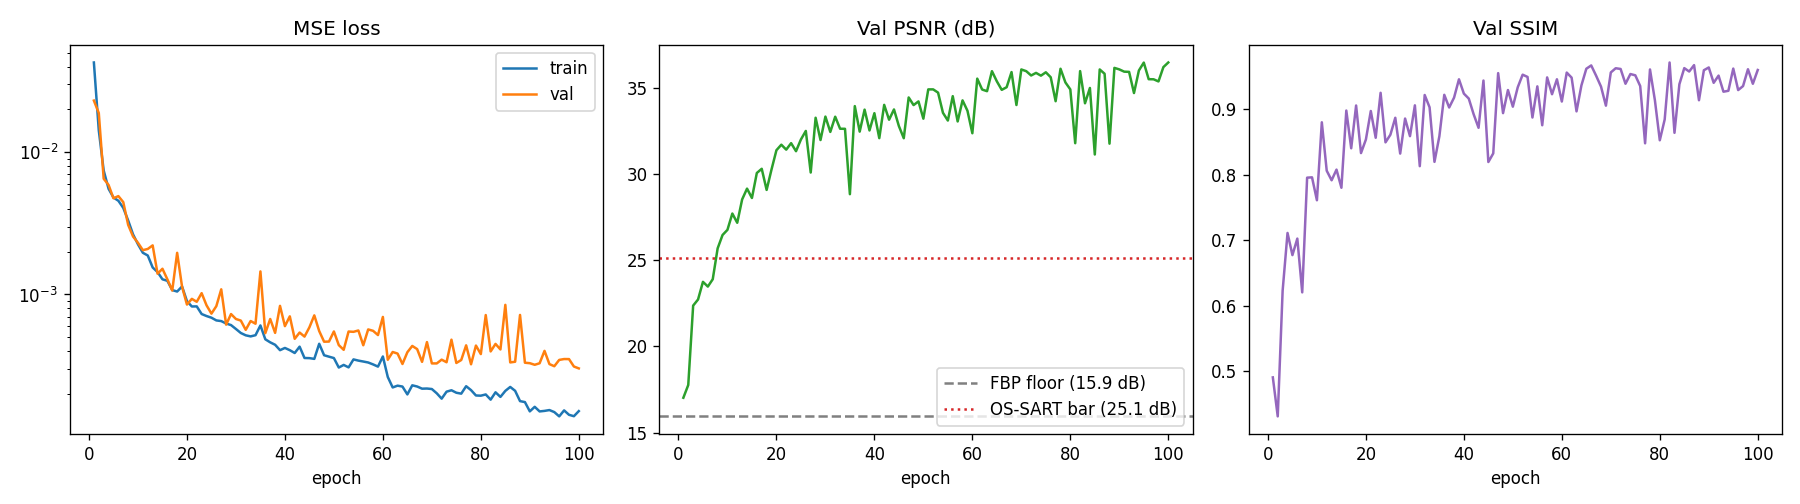 MSE loss
train
val
10⁻²
10⁻³
0 20 40 60 80 100
epoch
Val PSNR (dB)
35
30
25
20
15
FBP floor (15.9 dB)
OS-SART bar (25.1 dB)
0 20 40 60 80 100
epoch
Val SSIM
0.9
0.8
0.7
0.6
0.5
0 20 40 60 80 100
epoch